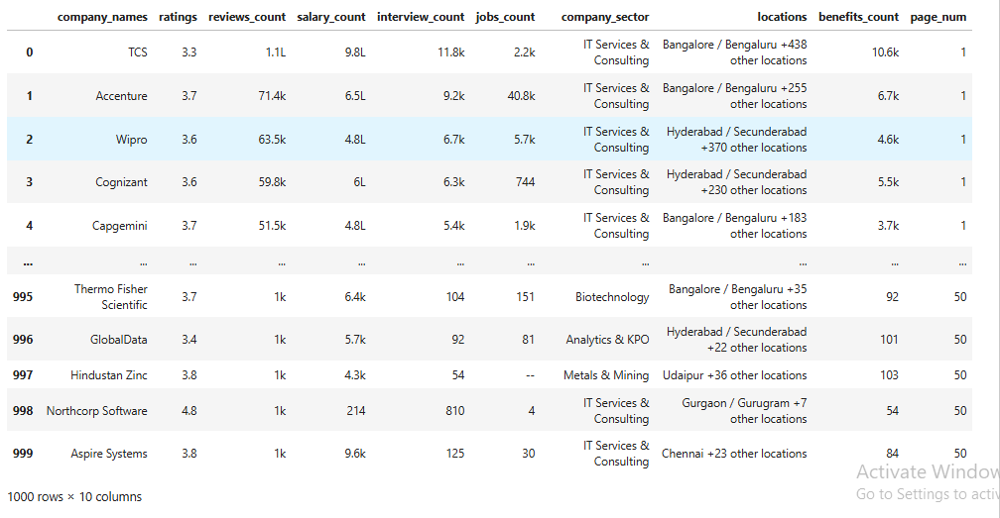 company_names ratings reviews_count salary_count interview_count jobs_count company_sector locations benefits_count page_num
0 TCS 3.3 1.1L 9.8L 11.8k 2.2k IT Services & Consulting Bangalore / Bengaluru +438 other locations 10.6k 1
1 Accenture 3.7 71.4k 6.5L 9.2k 40.8k IT Services & Consulting Bangalore / Bengaluru +255 other locations 6.7k 1
2 Wipro 3.6 63.5k 4.8L 6.7k 5.7k IT Services & Consulting Hyderabad / Secunderabad +370 other locations 4.6k 1
3 Cognizant 3.6 59.8k 6L 6.3k 744 IT Services & Consulting Hyderabad / Secunderabad +230 other locations 5.5k 1
4 Capgemini 3.7 51.5k 4.8L 5.4k 1.9k IT Services & Consulting Bangalore / Bengaluru +183 other locations 3.7k 1
... ... ... ... ... ... ... ... ... ... ...
995 Thermo Fisher Scientific 3.7 1k 6.4k 104 151 Biotechnology Bangalore / Bengaluru +35 other locations 92 50
996 GlobalData 3.4 1k 5.7k 92 81 Analytics & KPO Hyderabad / Secunderabad +22 other locations 101 50
997 Hindustan Zinc 3.8 1k 4.3k 54 -- Metals & Mining Udaipur +36 other locations 103 50
998 Northcorp Software 4.8 1k 214 810 4 IT Services & Consulting Gurgaon / Gurugram +7 other locations 54 50
999 Aspire Systems 3.8 1k 9.6k 125 30 IT Services & Consulting Chennai +23 other locations 84 50
1000 rows × 10 columns
Activate Window
Go to Settings to activ